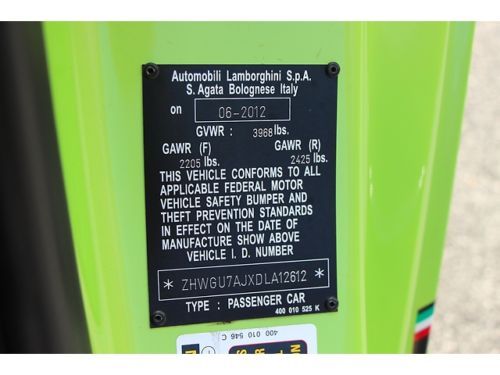 Automobili Lamborghini S.p.A.
S. Agata Bolognese Italy
on 06-2012
GVWR : 3968 lbs.
GAWR (F) GAWR (R)
2205 lbs. 2425 lbs.
THIS VEHICLE CONFORMS TO ALL
APPLICABLE FEDERAL MOTOR
VEHICLE SAFETY BUMPER AND
THEFT PREVENTION STANDARDS
IN EFFECT ON THE DATE OF
MANUFACTURE SHOW ABOVE
VEHICLE I. D. NUMBER
* ZHWGU7AJXDLA12612 *
TYPE : PASSENGER CAR
400 010 525 K
400 010 546 C